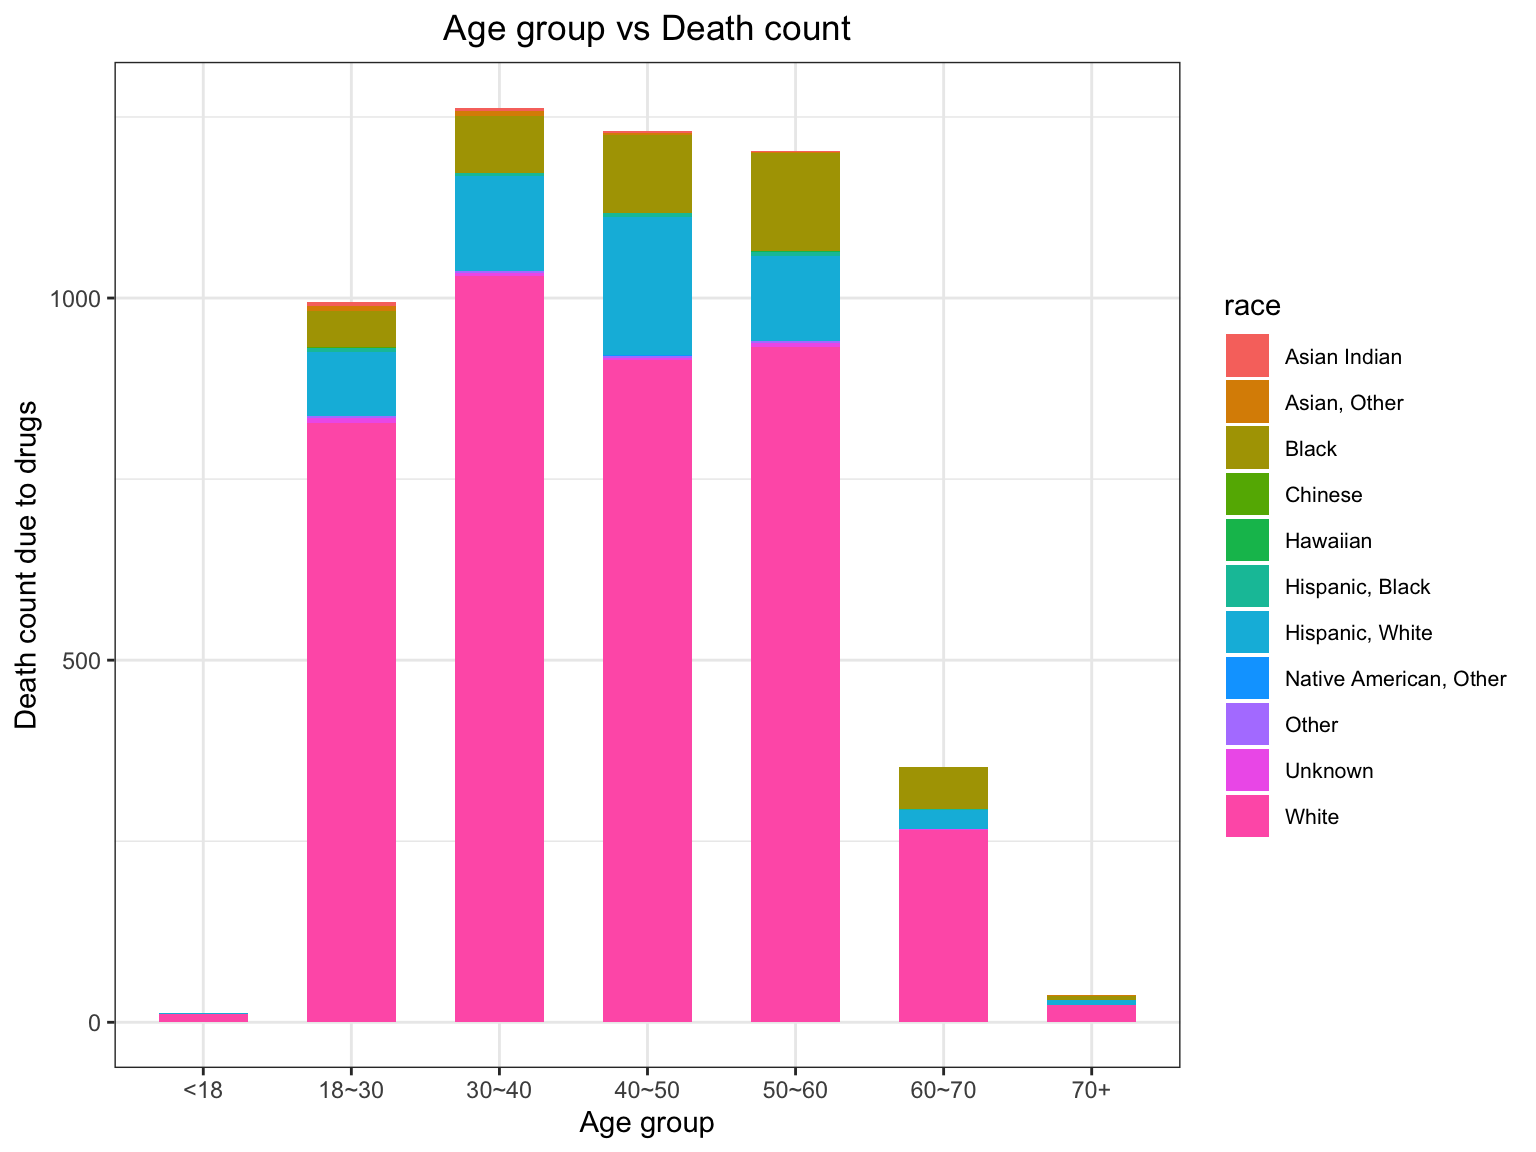 Age group vs Death count
Death count due to drugs
1000
500
0
<18
18~30
30~40
40~50
50~60
60~70
70+
Age group
race
Asian Indian
Asian, Other
Black
Chinese
Hawaiian
Hispanic, Black
Hispanic, White
Native American, Other
Other
Unknown
White